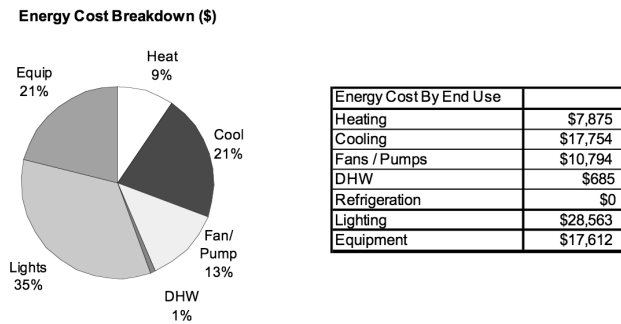 Energy Cost Breakdown ($)
Heat
9%
Equip
21%
Cool
21%
Fan/
Pump
13%
Lights
35%
DHW
1%
Energy Cost By End Use
Heating $7,875
Cooling $17,754
Fans / Pumps $10,794
DHW $685
Refrigeration $0
Lighting $28,563
Equipment $17,612